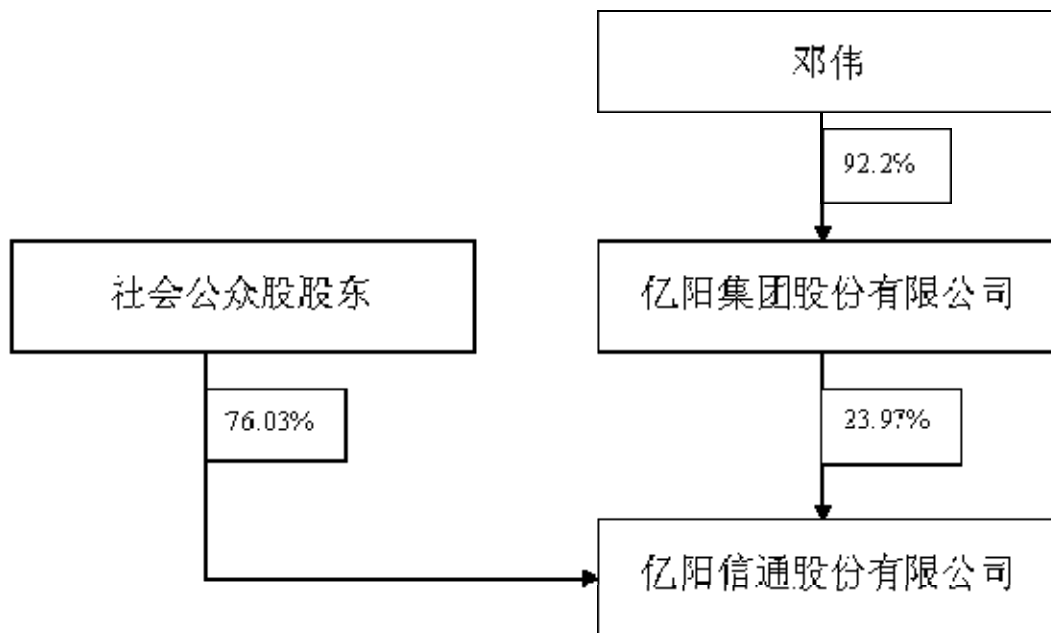 邓伟
92.2%
社会公众股股东
亿阳集团股份有限公司
76.03%
23.97%
亿阳信通股份有限公司